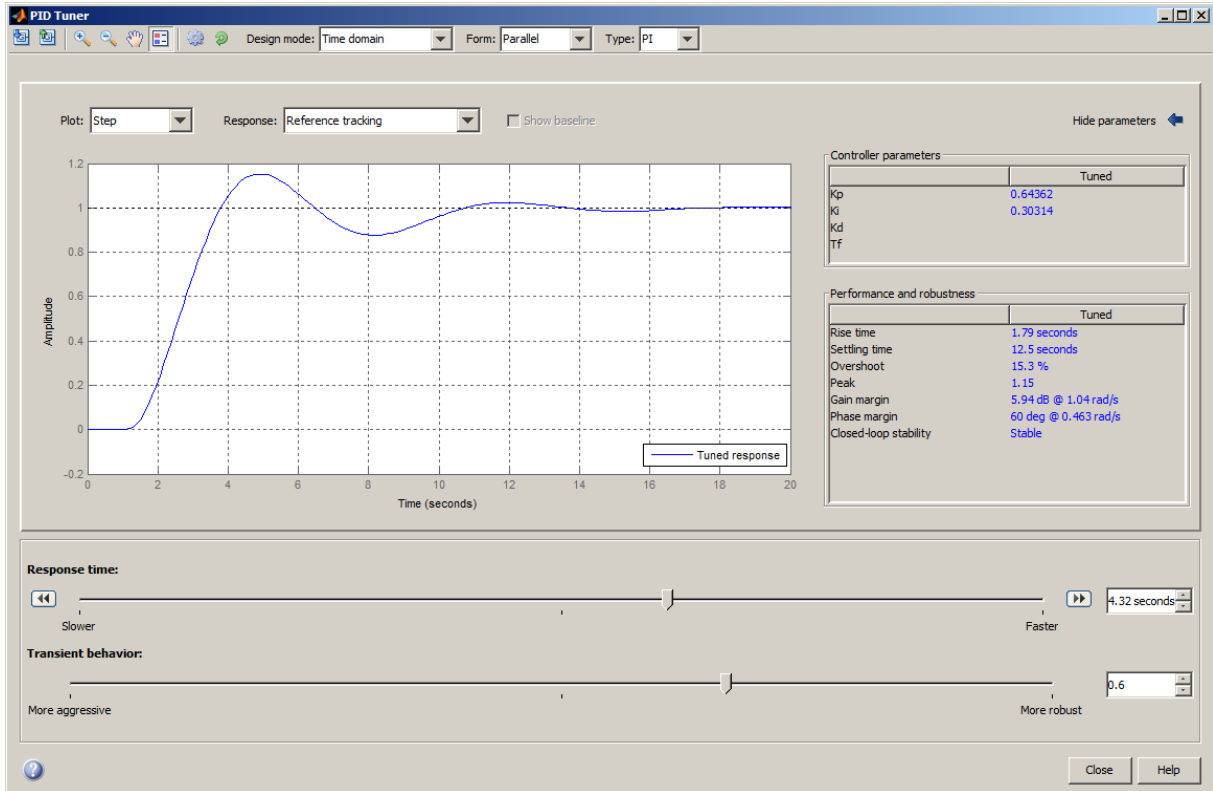 PID Tuner
Design mode: Time domain Form: Parallel Type: PI
Plot: Step Response: Reference tracking Show baseline Hide parameters
1.2
1
0.8
0.6
0.4
0.2
0
-0.2
Amplitude
0 2 4 6 8 10 12 14 16 18 20
Time (seconds)
Tuned response
Controller parameters
Tuned
Kp 0.64362
Ki 0.30314
Kd
Tf
Performance and robustness
Tuned
Rise time 1.79 seconds
Settling time 12.5 seconds
Overshoot 15.3 %
Peak 1.15
Gain margin 5.94 dB @ 1.04 rad/s
Phase margin 60 deg @ 0.463 rad/s
Closed-loop stability Stable
Response time:
4.32 seconds
Slower Faster
Transient behavior:
0.6
More aggressive More robust
? Close Help